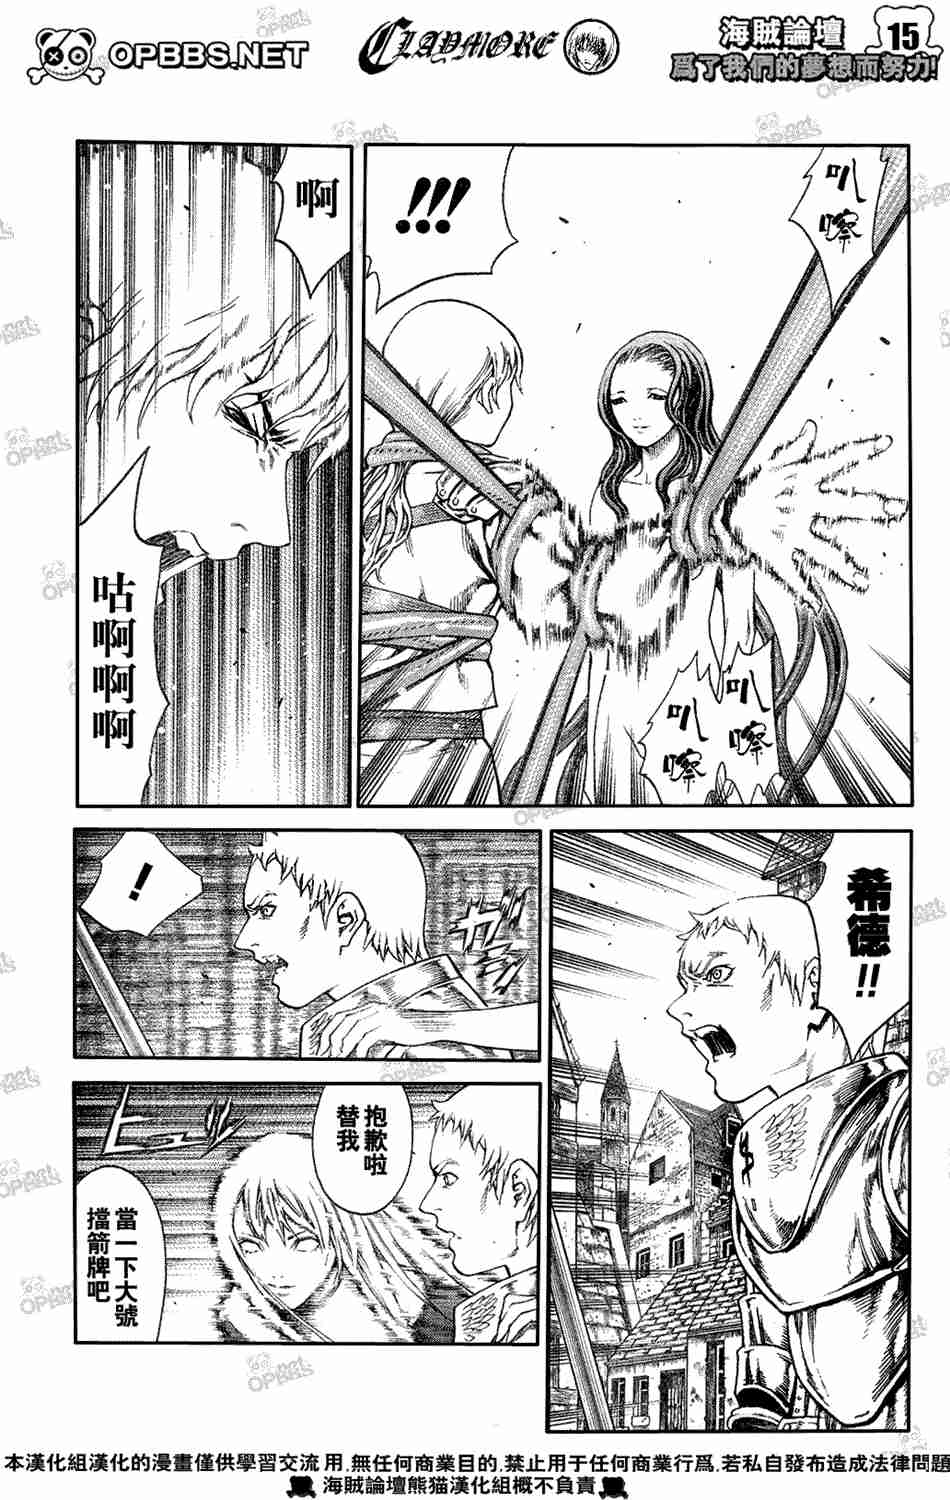 OPBBS.NET
CLAYMORE
海賊論壇
15
爲了我們的夢想而努力!
叭嚓
!!!
叭嚓
叭嚓
啊
咕啊啊啊
希德!!
!
ガッ
抱歉啦
替我
ヒュッ
當一下大號
擋箭牌吧
本漢化組漢化的漫畫僅供學習交流用.無任何商業目的.禁止用于任何商業行爲.若私自發布造成法律問題
海賊論壇熊猫漢化組概不負責